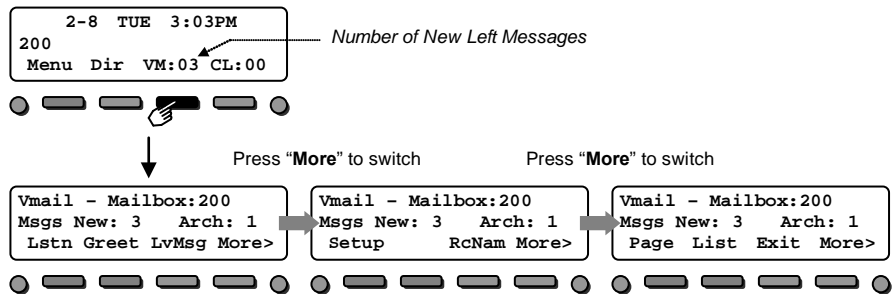 2-8 TUE 3:03PM
200
Menu Dir VM:03 CL:00
Number of New Left Messages
Press “More” to switch
Press “More” to switch
Vmail – Mailbox:200
Msgs New: 3 Arch: 1
Lstn Greet LvMsg More>
Vmail – Mailbox:200
Msgs New: 3 Arch: 1
Setup RcNam More>
Vmail – Mailbox:200
Msgs New: 3 Arch: 1
Page List Exit More>